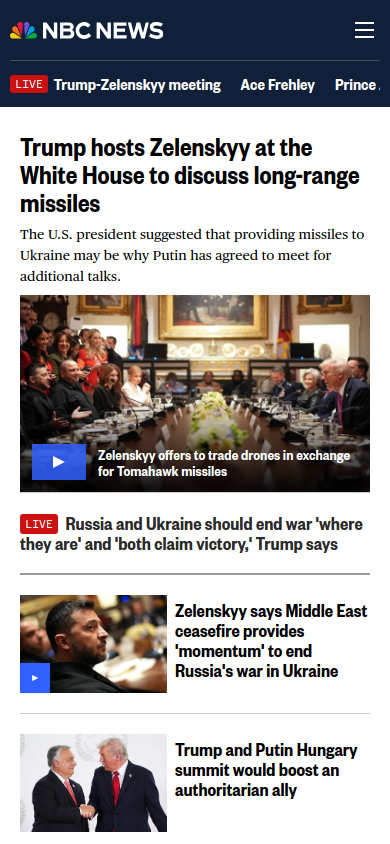 NBC NEWS
LIVE Trump-Zelenskyy meeting Ace Frehley Prince
Trump hosts Zelenskyy at the
White House to discuss long-range
missiles
The U.S. president suggested that providing missiles to
Ukraine may be why Putin has agreed to meet for
additional talks.
Zelenskyy offers to trade drones in exchange
for Tomahawk missiles
LIVE Russia and Ukraine should end war 'where
they are' and 'both claim victory,' Trump says
Zelenskyy says Middle East
ceasefire provides
'momentum' to end
Russia's war in Ukraine
Trump and Putin Hungary
summit would boost an
authoritarian ally